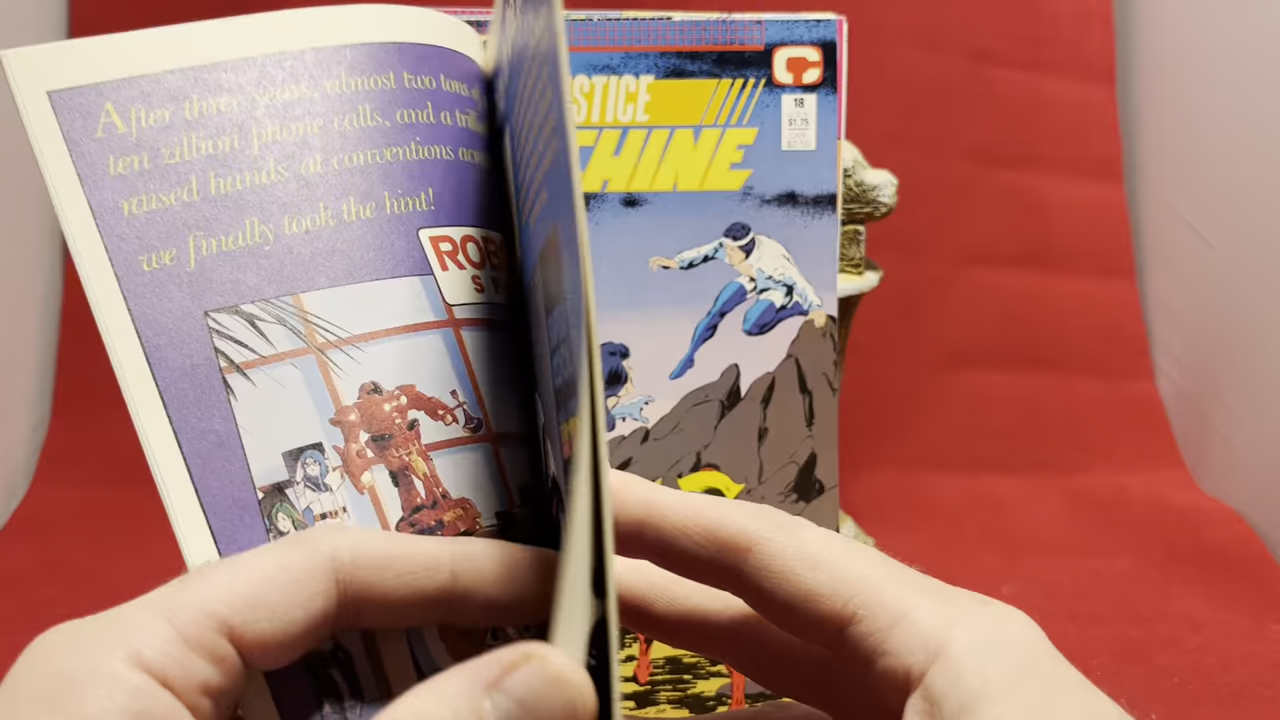 After three years, almost two tons
ten zillion phone calls, and a
raised hands at conventions
we finally took the hint!
ROB
S
STICE
CHINE
18
$1.75